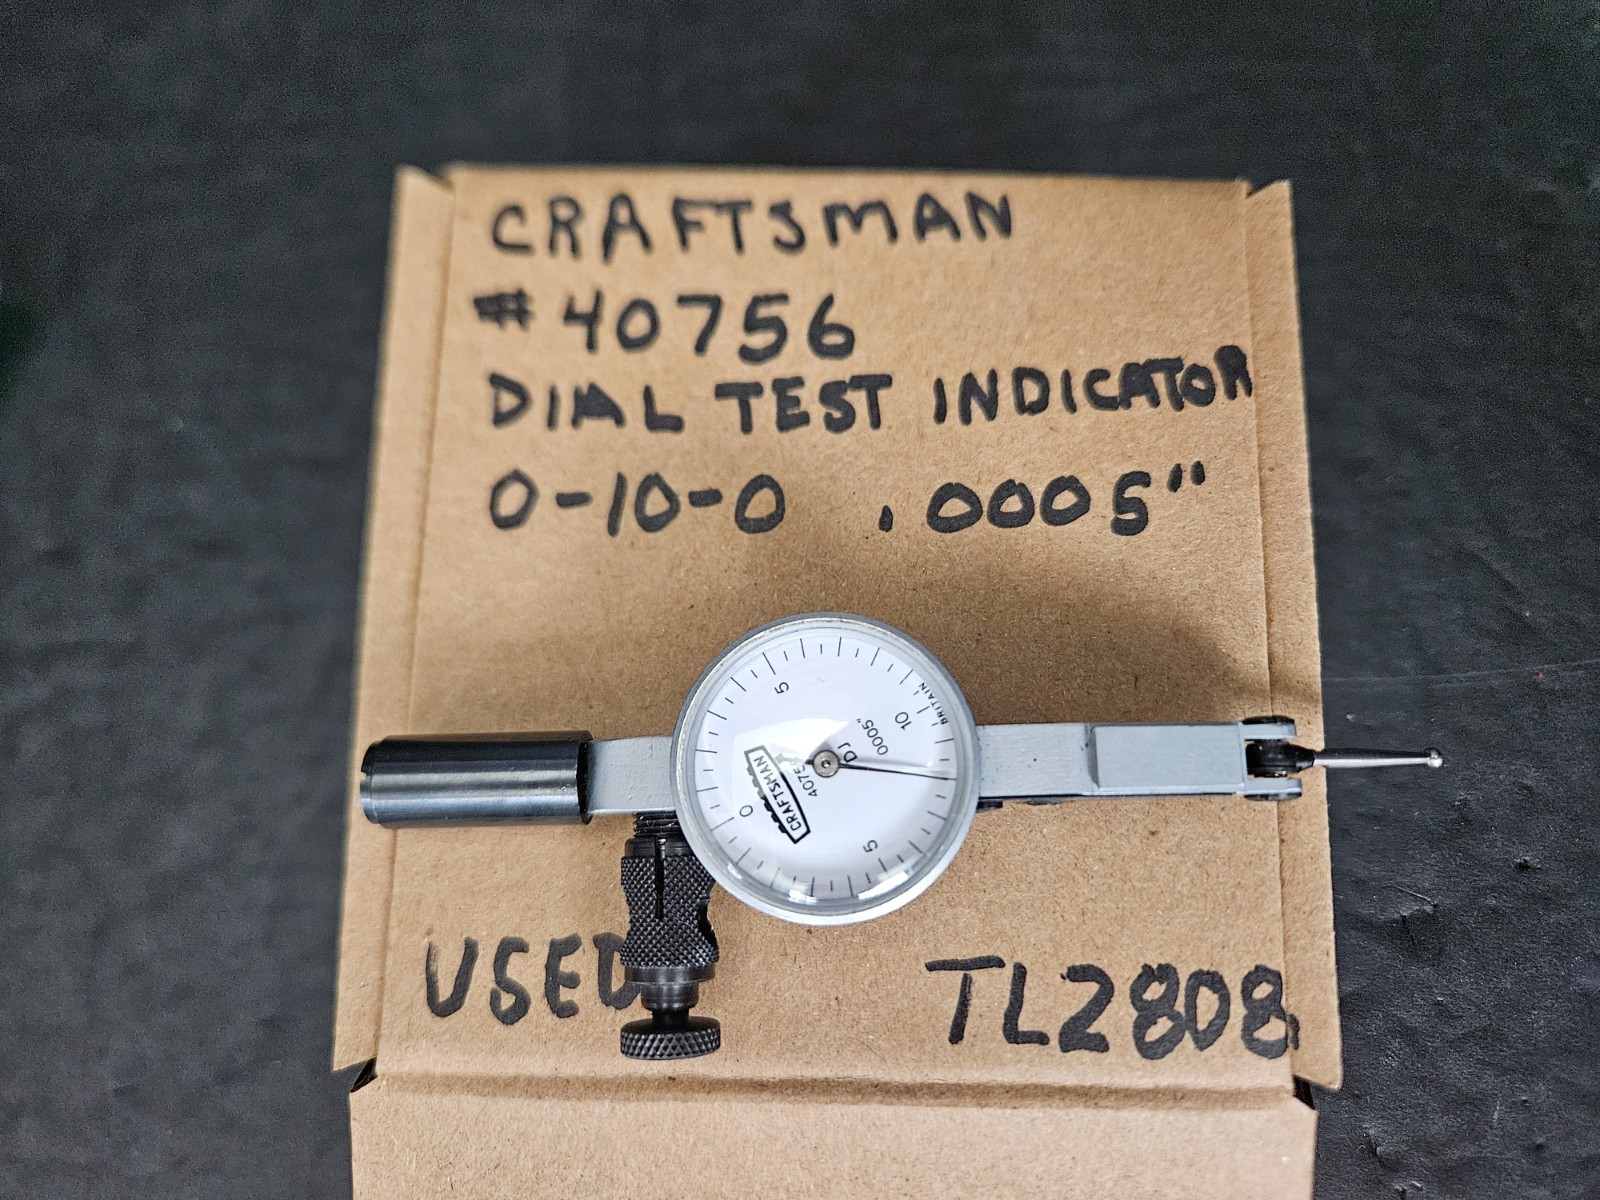 CRAFTSMAN
#40756
DIAL TEST INDICATOR
0-10-0 .0005"
5
BRITAIN
10
.0005"
DJ
CRAFTSMAN
0
5
USED
TL2808